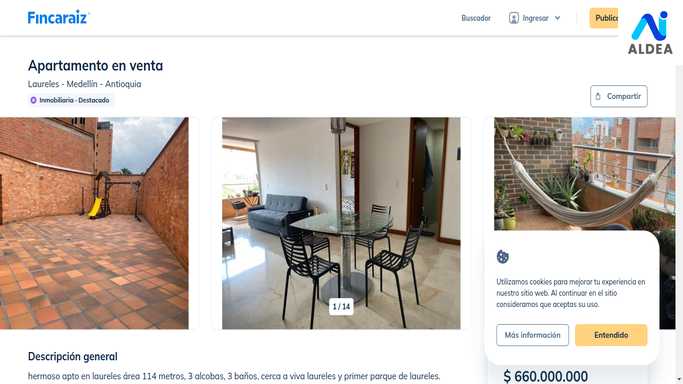 Fincaraiz
Buscador
Ingresar
ALDEA
Apartamento en venta
Laureles - Medellín - Antioquia
Inmobiliaria - Destacado
Compartir
1 / 14
Utilizamos cookies para mejorar tu experiencia en
nuestro sitio web. Al continuar en el sitio
consideramos que aceptas su uso.
Más información
Entendido
Descripción general
hermoso apto en laureles área 114 metros, 3 alcobas, 3 baños, cerca a viva laureles y primer parque de laureles.
$ 660.000.000